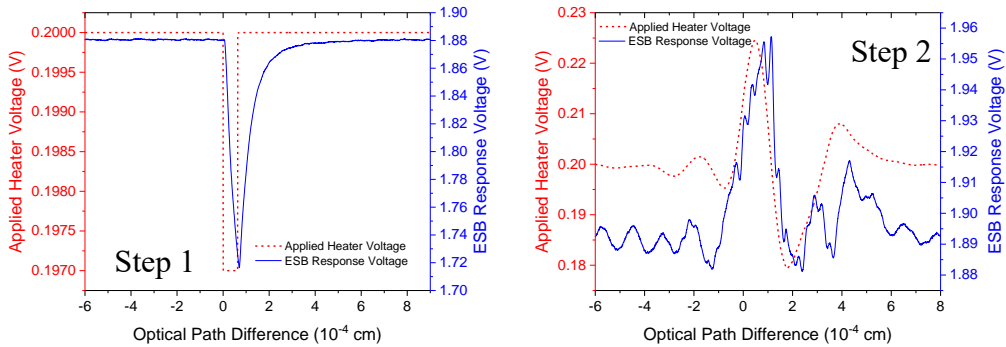 Applied Heater Voltage (V)
0.2000
0.1995
0.1990
0.1985
0.1980
0.1975
0.1970
-6 -4 -2 0 2 4 6 8
Optical Path Difference (10⁻⁴ cm)
1.90
1.88
1.86
1.84
1.82
1.80
1.78
1.76
1.74
1.72
1.70
ESB Response Voltage (V)
Applied Heater Voltage
ESB Response Voltage
Step 1
Applied Heater Voltage (V)
0.23
0.22
0.21
0.20
0.19
0.18
-6 -4 -2 0 2 4 6 8
Optical Path Difference (10⁻⁴ cm)
1.96
1.95
1.94
1.93
1.92
1.91
1.90
1.89
1.88
ESB Response Voltage (V)
Applied Heater Voltage
ESB Response Voltage
Step 2